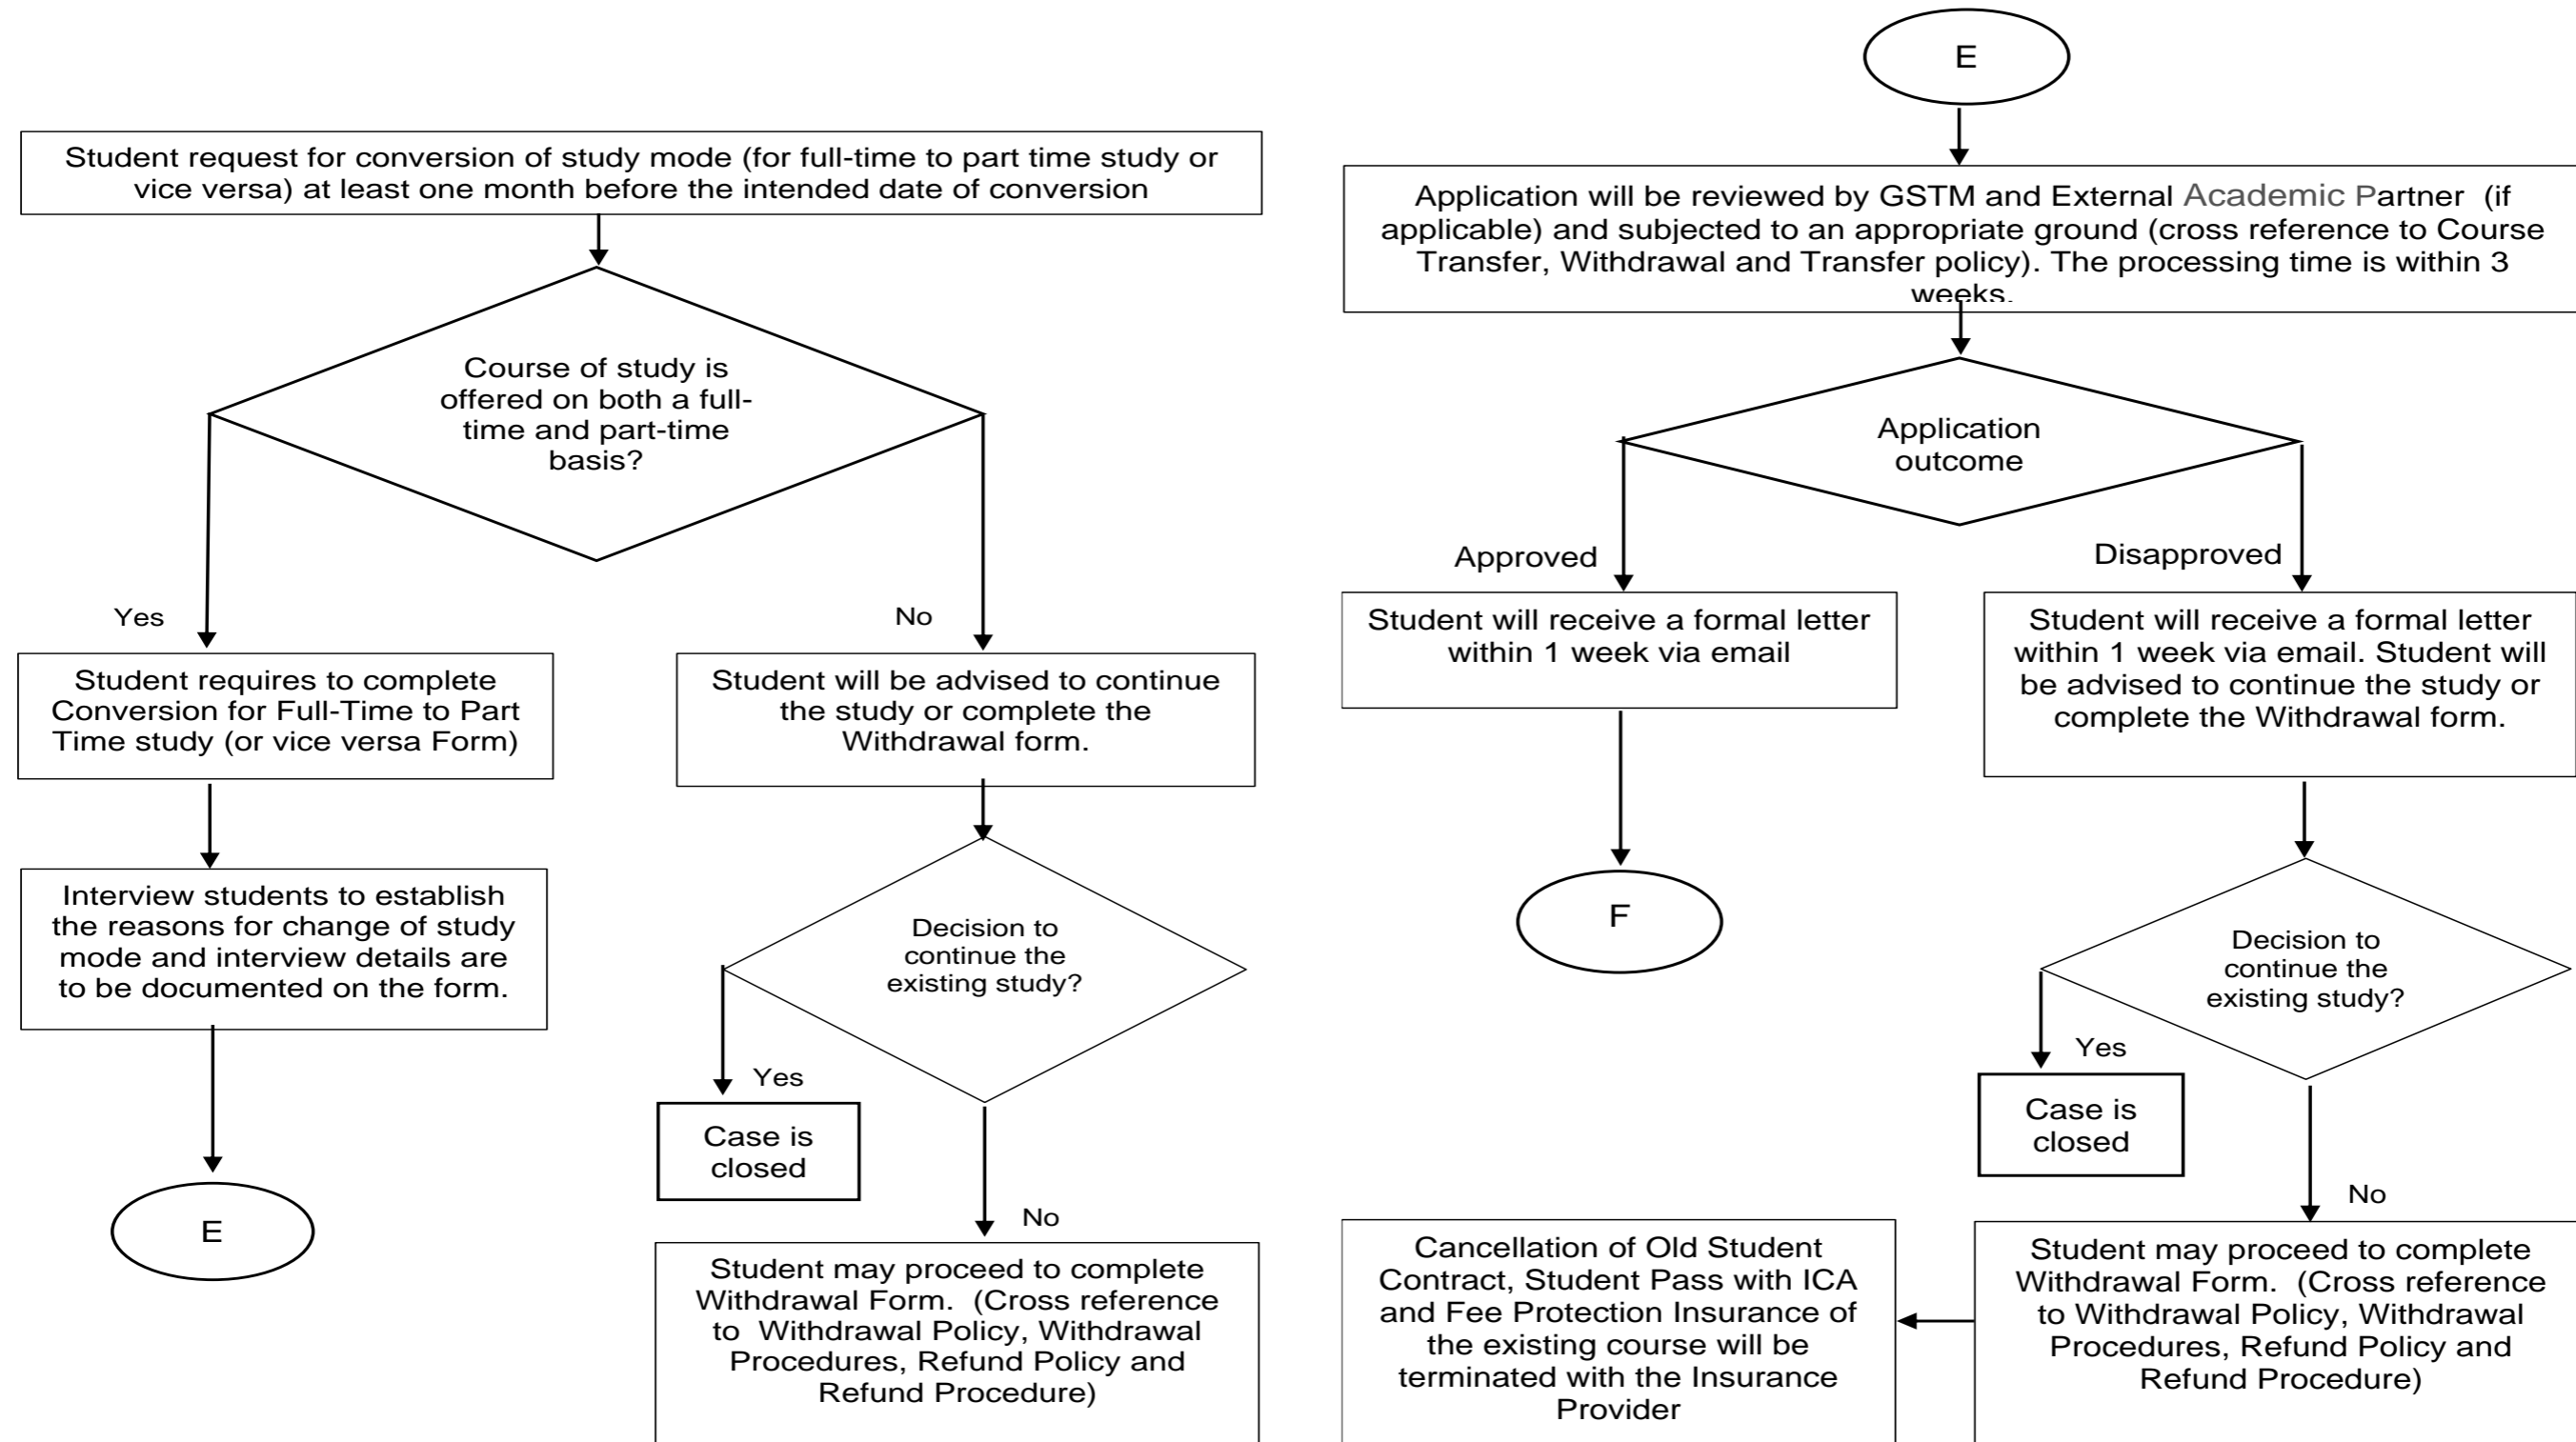 Student request for conversion of study mode (for full-time to part time study or
vice versa) at least one month before the intended date of conversion
Course of study is
offered on both a full-
time and part-time
basis?
Yes
No
Student requires to complete
Conversion for Full-Time to Part
Time study (or vice versa Form)
Student will be advised to continue
the study or complete the
Withdrawal form.
Interview students to establish
the reasons for change of study
mode and interview details are
to be documented on the form.
Decision to
continue the
existing study?
Yes
Case is
closed
No
E
Student may proceed to complete
Withdrawal Form. (Cross reference
to Withdrawal Policy, Withdrawal
Procedures, Refund Policy and
Refund Procedure)
E
Application will be reviewed by GSTM and External Academic Partner (if
applicable) and subjected to an appropriate ground (cross reference to Course
Transfer, Withdrawal and Transfer policy). The processing time is within 3
weeks.
Application
outcome
Approved
Disapproved
Student will receive a formal letter
within 1 week via email
Student will receive a formal letter
within 1 week via email. Student will
be advised to continue the study or
complete the Withdrawal form.
F
Decision to
continue the
existing study?
Yes
Case is
closed
No
Cancellation of Old Student
Contract, Student Pass with ICA
and Fee Protection Insurance of
the existing course will be
terminated with the Insurance
Provider
Student may proceed to complete
Withdrawal Form. (Cross reference
to Withdrawal Policy, Withdrawal
Procedures, Refund Policy and
Refund Procedure)